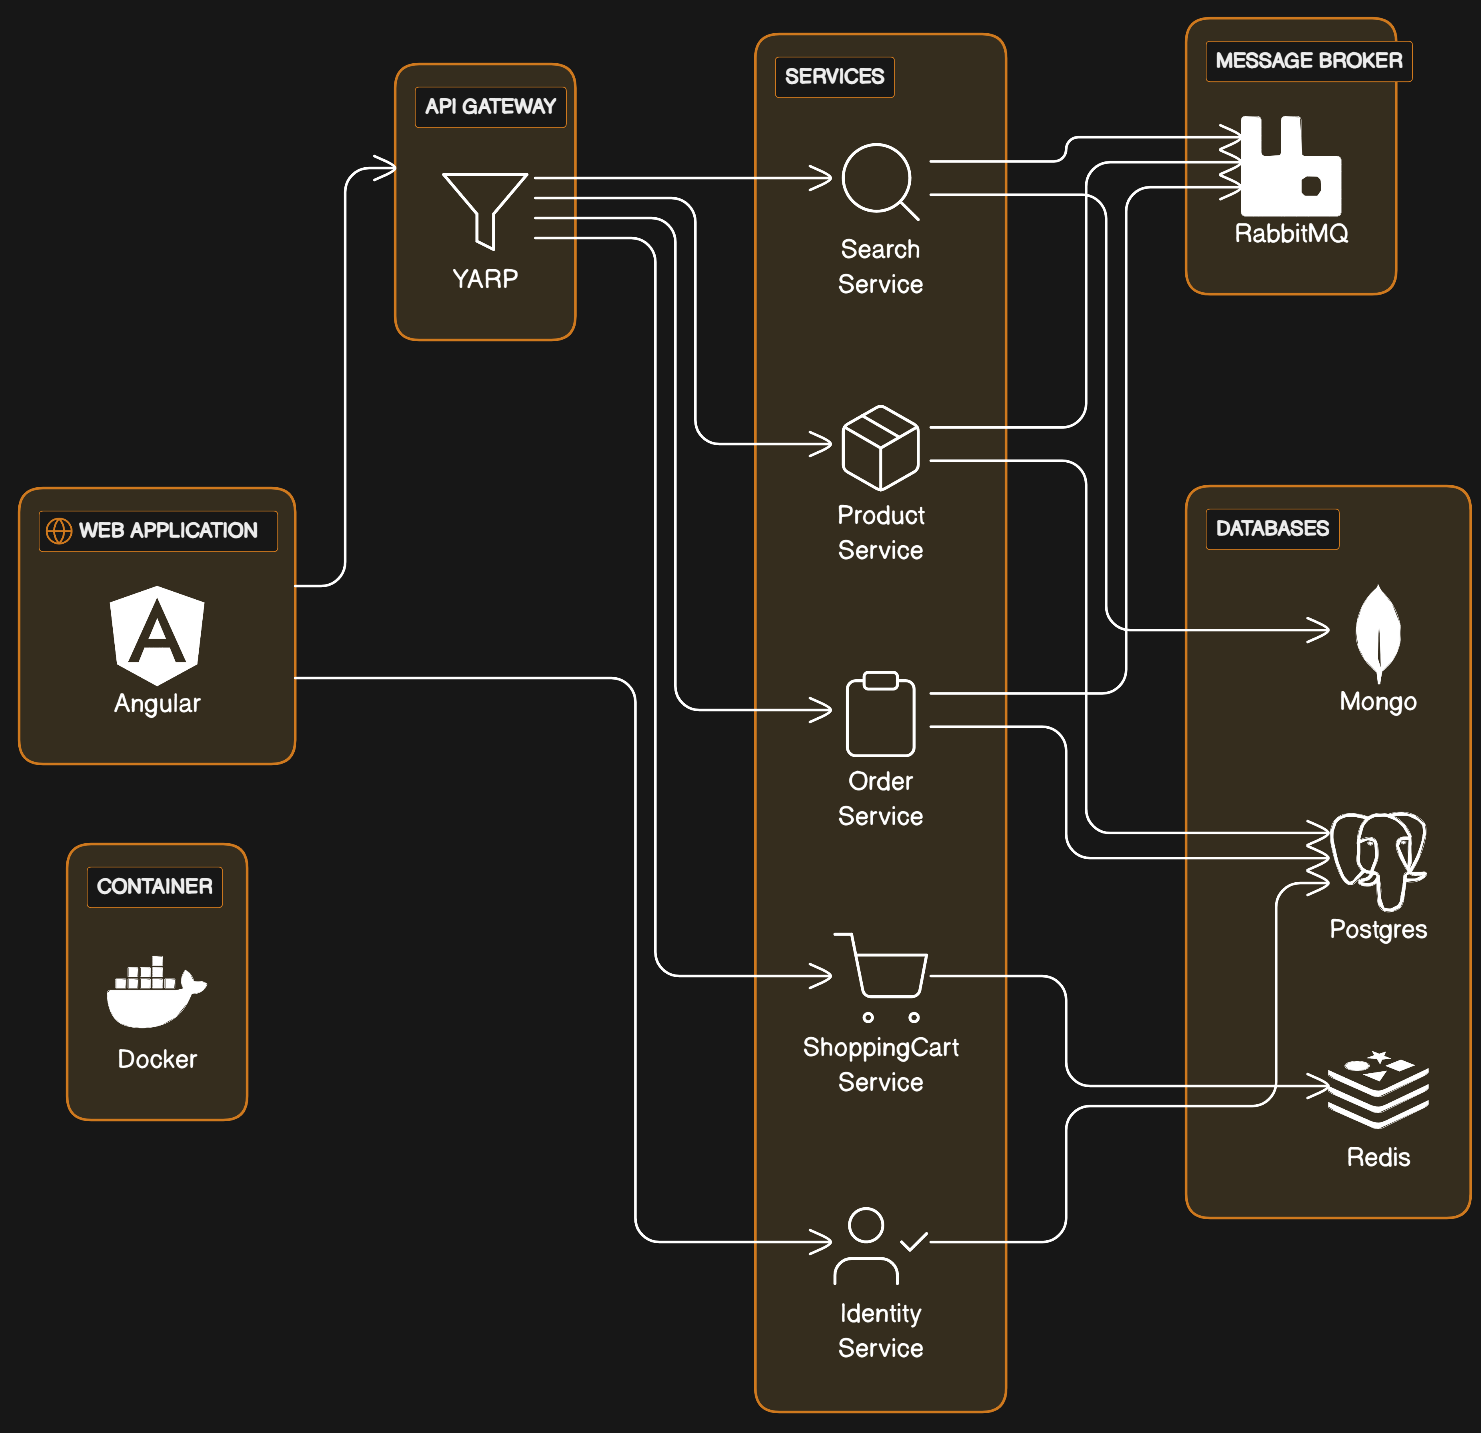 API GATEWAY
YARP
WEB APPLICATION
Angular
CONTAINER
Docker
SERVICES
Search
Service
Product
Service
Order
Service
ShoppingCart
Service
Identity
Service
MESSAGE BROKER
RabbitMQ
DATABASES
Mongo
Postgres
Redis